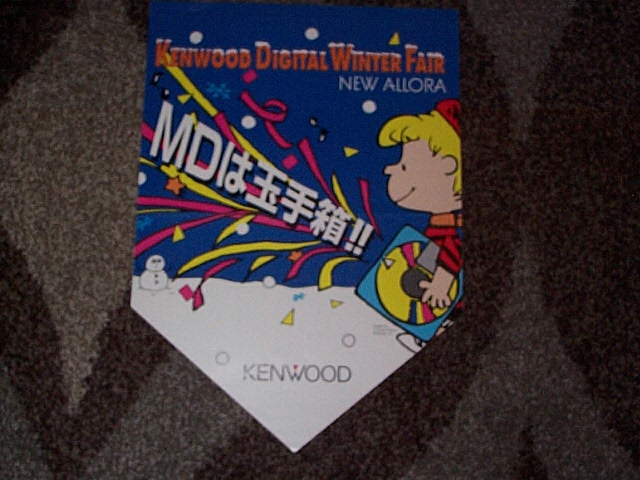 KENWOOD DIGITAL WINTER FAIR
NEW ALLORA
MDは玉手箱!!
KENWOOD